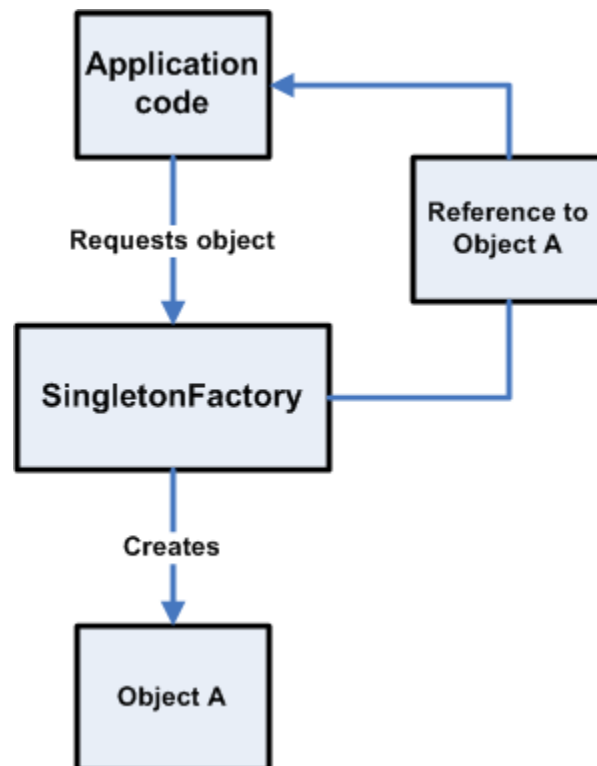 Application
code
Requests object
Reference to
Object A
SingletonFactory
Creates
Object A